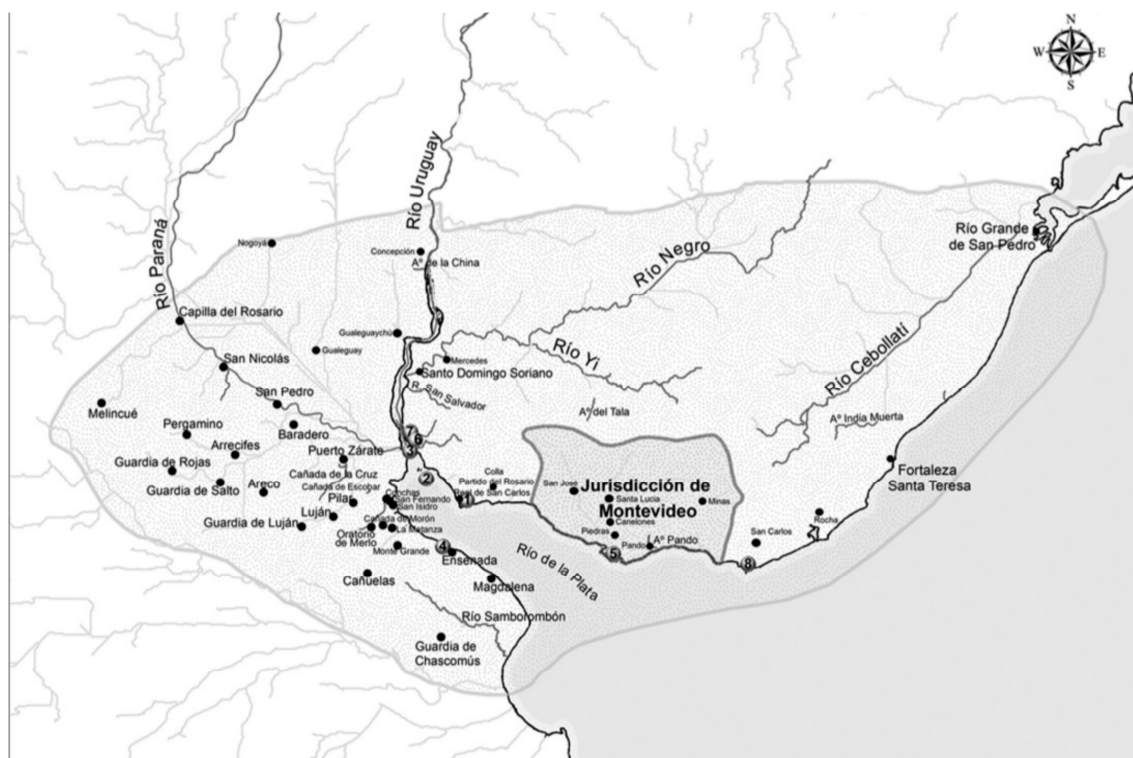 N
W E
S
Río Paraná
Río Uruguay
Nogoyá
Concepción
Aº de la China
Río Negro
Río Grande
de San Pedro
Capilla del Rosario
Gualeguaychú
Gualeguay
San Nicolás
Mercedes
Río Yi
Santo Domingo Soriano
R. San Salvador
Río Cebollatí
San Pedro
Melincué
Aº del Tala
Aº India Muerta
Pergamino
Baradero
7
6
3
Arrecifes
Puerto Zárate
Guardia de Rojas
Cañada de la Cruz
Guardia de Salto
Areco
Cañada de Escobar
2
Colla
Partido del Rosario
Real de San Carlos
1
San José
Jurisdicción de
Montevideo
Santa Lucia
Minas
Fortaleza
Santa Teresa
Conchas
San Fernando
San Isidro
Pilar
Luján
Guardia de Luján
Cañada de Morón
Oratorio
de Merlo
La Matanza
Canelones
Piedras
Pando
Aº Pando
San Carlos
Rocha
Monte Grande
4
Ensenada
5
8
Río de la Plata
Cañuelas
Magdalena
Río Samborombón
Guardia de
Chascomús